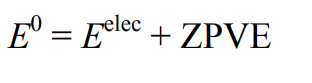 E⁰ = Eᵉˡᵉᶜ + ZPVE